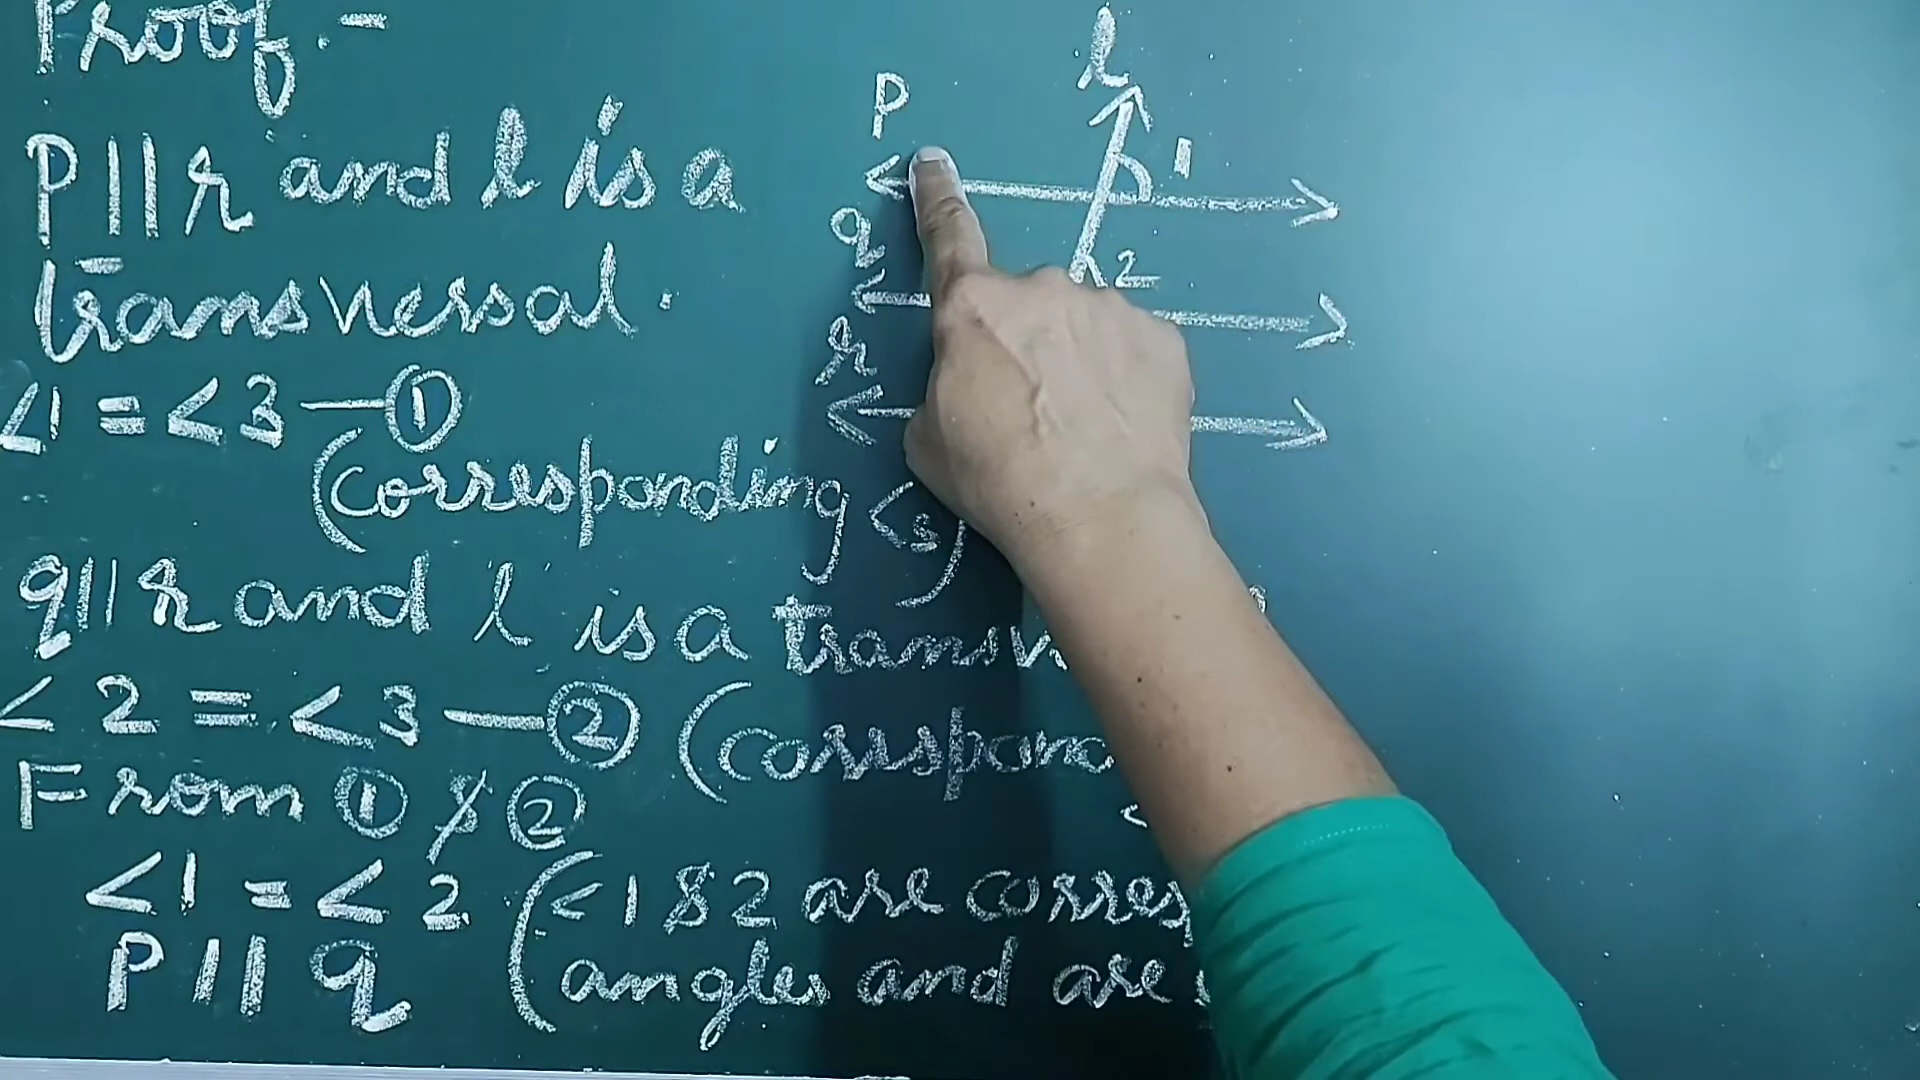 Proof :-
P || r and l is a
transversal.
<1 = <3 — ①
(corresponding <s)
q || r and l is a
< 2 = < 3 — ②
From ① & ②
<1 = < 2 (<1 & 2 are
P || q (angles and are
l
P
1
q
2
r